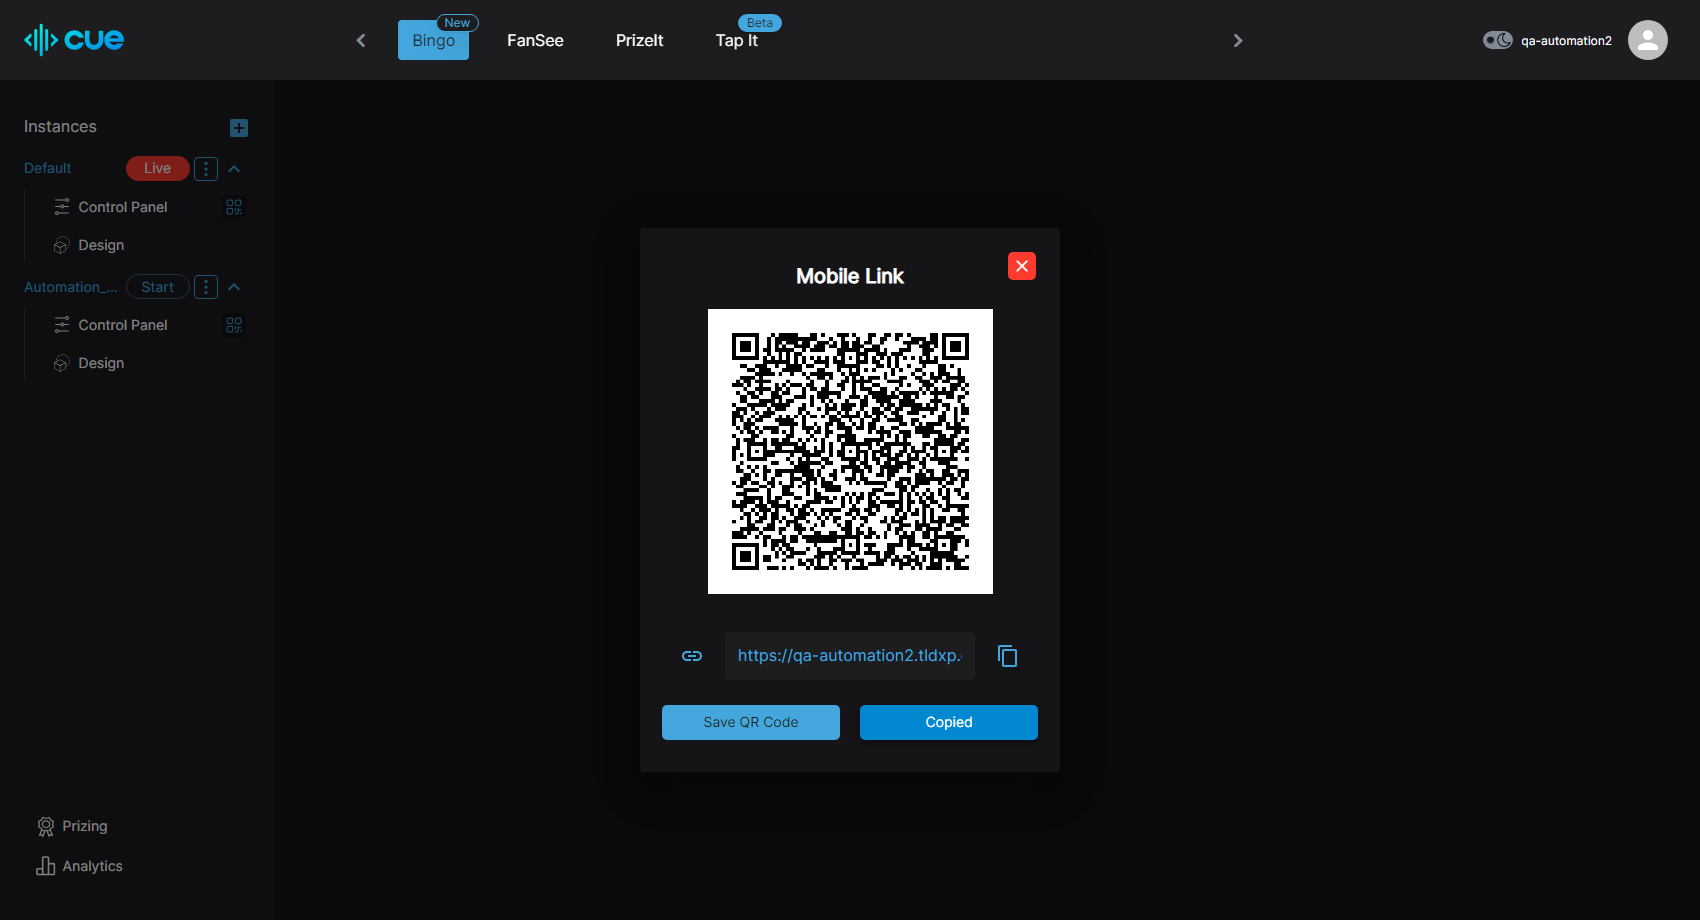 cue
Bingo
New
FanSee
PrizeIt
Tap It
Beta
qa-automation2
Instances
Default
Live
Control Panel
Design
Automation_...
Start
Control Panel
Design
Prizing
Analytics
Mobile Link
https://qa-automation2.tldxp.
Save QR Code
Copied